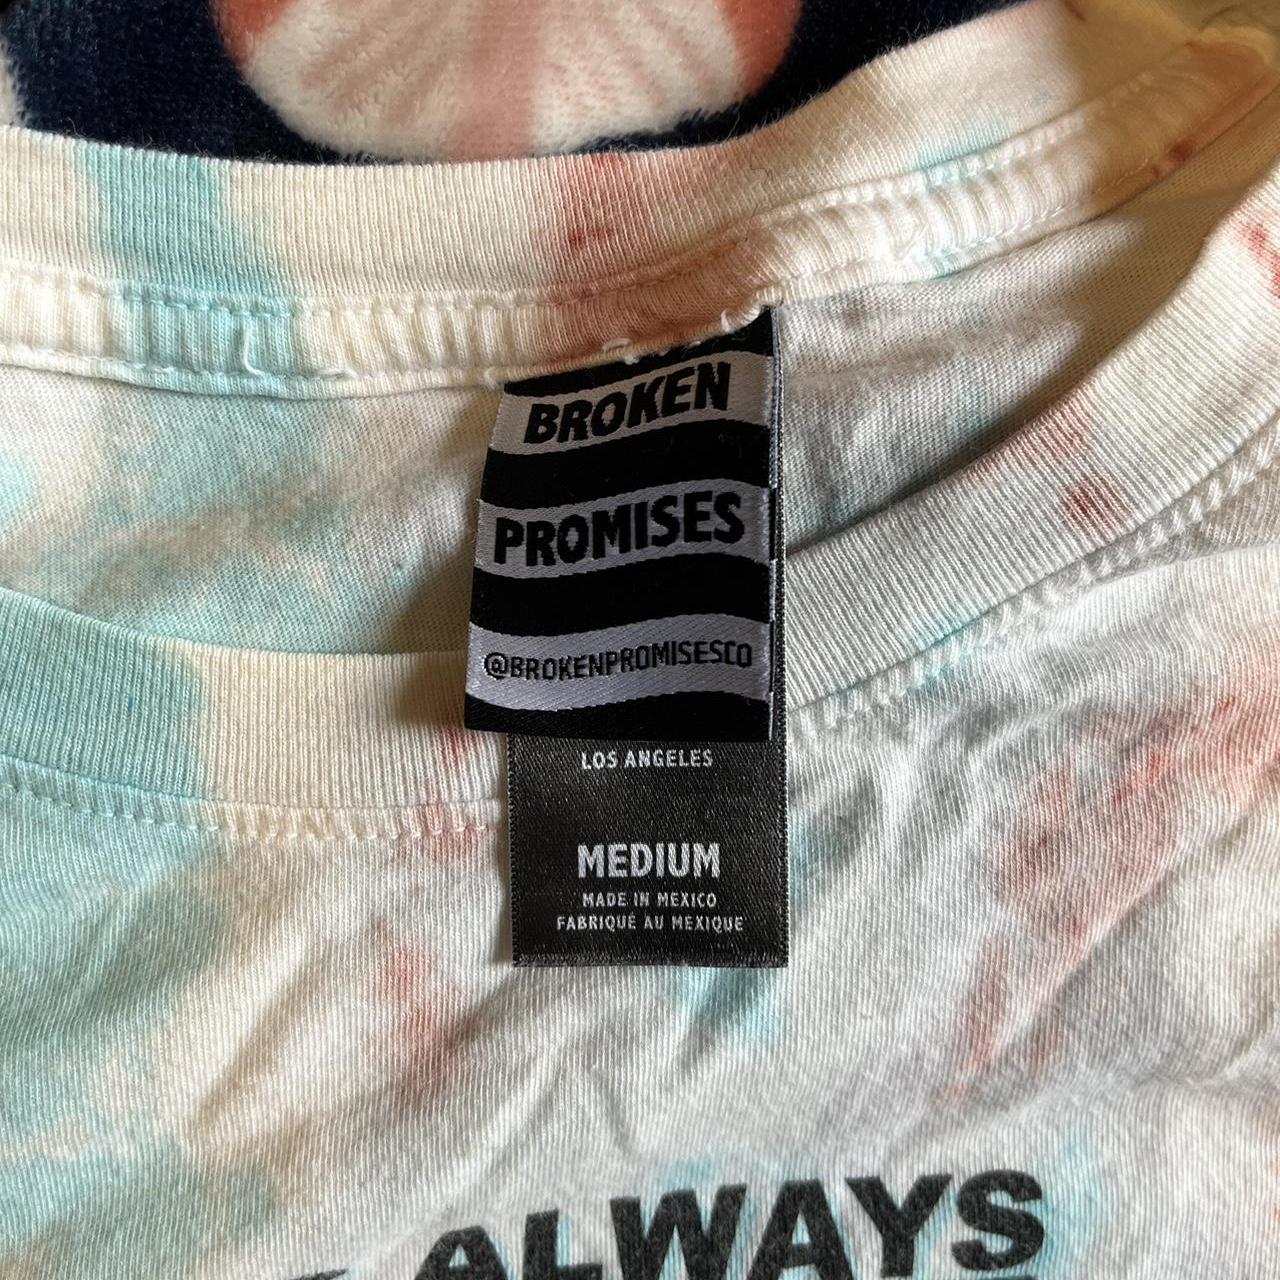 BROKEN
PROMISES
@BROKENPROMISESCO
LOS ANGELES
MEDIUM
MADE IN MEXICO
FABRIQUÉ AU MEXIQUE
ALWAYS